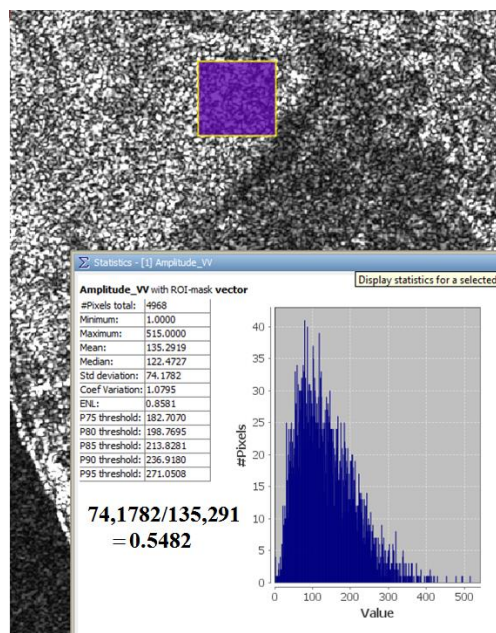 Statistics - [1] Amplitude_VV
Display statistics for a selected
Amplitude_VV with ROI-mask vector
#Pixels total: 4968
Minimum: 1.0000
Maximum: 515.0000
Mean: 135.2919
Median: 122.4727
Std deviation: 74.1782
Coef Variation: 1.0795
ENL: 0.8581
P75 threshold: 182.7070
P80 threshold: 198.7695
P85 threshold: 213.8281
P90 threshold: 236.9180
P95 threshold: 271.0508
74,1782/135,291
= 0.5482
#Pixels
40
35
30
25
20
15
10
5
0
0 100 200 300 400 500
Value